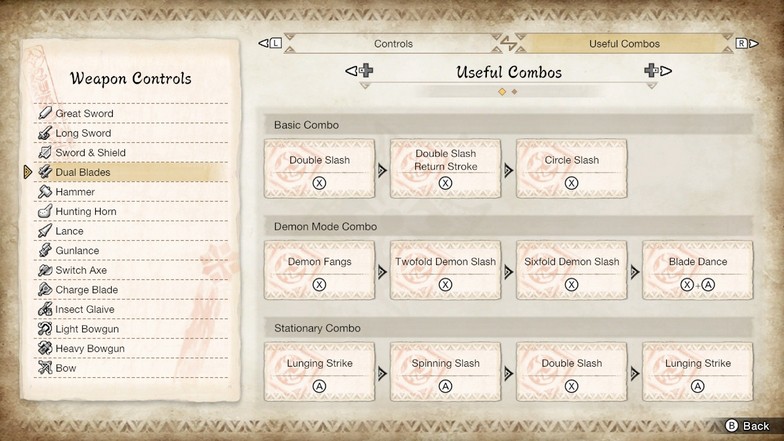 L
Controls
Useful Combos
R
Weapon Controls
Useful Combos
Great Sword
Long Sword
Sword & Shield
Dual Blades
Hammer
Hunting Horn
Lance
Gunlance
Switch Axe
Charge Blade
Insect Glaive
Light Bowgun
Heavy Bowgun
Bow
Basic Combo
Double Slash
X
Double Slash
Return Stroke
X
Circle Slash
X
Demon Mode Combo
Demon Fangs
X
Twofold Demon Slash
X
Sixfold Demon Slash
X
Blade Dance
X+A
Stationary Combo
Lunging Strike
A
Spinning Slash
A
Double Slash
X
Lunging Strike
A
B Back